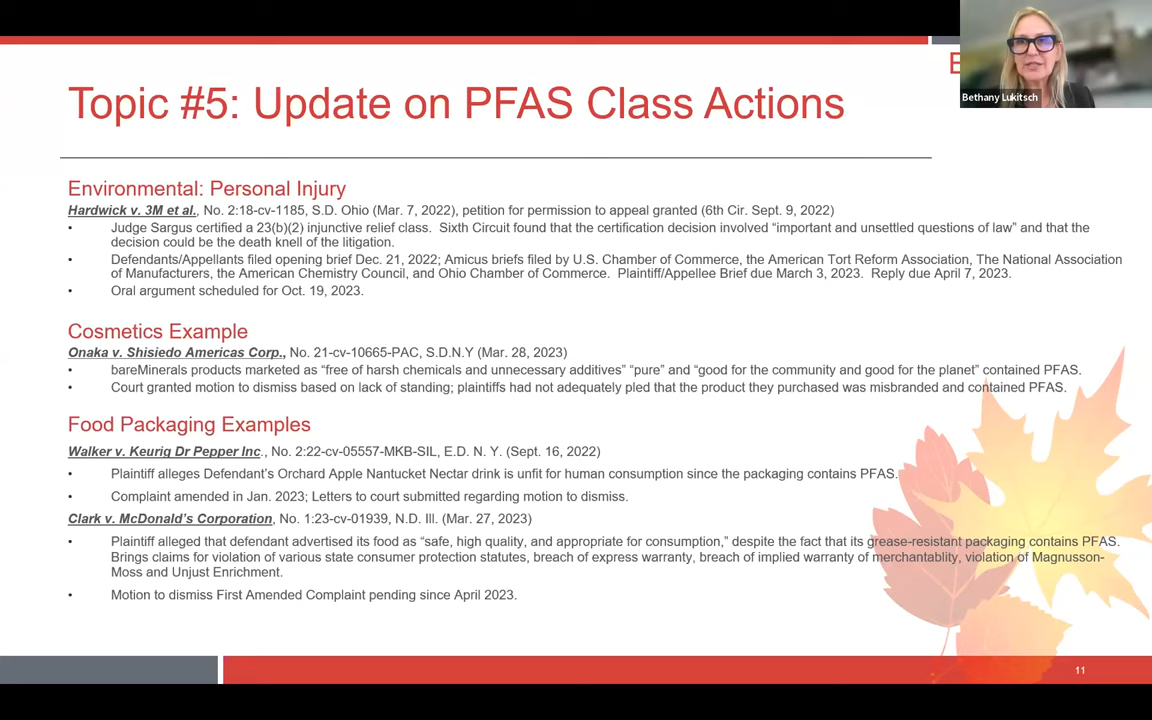 E
Bethany Lukitsch
Topic #5: Update on PFAS Class Actions
Environmental: Personal Injury
Hardwick v. 3M et al., No. 2:18-cv-1185, S.D. Ohio (Mar. 7, 2022), petition for permission to appeal granted (6th Cir. Sept. 9, 2022)
• Judge Sargus certified a 23(b)(2) injunctive relief class. Sixth Circuit found that the certification decision involved “important and unsettled questions of law” and that the
decision could be the death knell of the litigation.
• Defendants/Appellants filed opening brief Dec. 21, 2022; Amicus briefs filed by U.S. Chamber of Commerce, the American Tort Reform Association, The National Association
of Manufacturers, the American Chemistry Council, and Ohio Chamber of Commerce. Plaintiff/Appellee Brief due March 3, 2023. Reply due April 7, 2023.
• Oral argument scheduled for Oct. 19, 2023.
Cosmetics Example
Onaka v. Shisiedo Americas Corp., No. 21-cv-10665-PAC, S.D.N.Y (Mar. 28, 2023)
• bareMinerals products marketed as “free of harsh chemicals and unnecessary additives” “pure” and “good for the community and good for the planet” contained PFAS.
• Court granted motion to dismiss based on lack of standing; plaintiffs had not adequately pled that the product they purchased was misbranded and contained PFAS.
Food Packaging Examples
Walker v. Keurig Dr Pepper Inc., No. 2:22-cv-05557-MKB-SIL, E.D. N. Y. (Sept. 16, 2022)
• Plaintiff alleges Defendant’s Orchard Apple Nantucket Nectar drink is unfit for human consumption since the packaging contains PFAS.
• Complaint amended in Jan. 2023; Letters to court submitted regarding motion to dismiss.
Clark v. McDonald’s Corporation, No. 1:23-cv-01939, N.D. Ill. (Mar. 27, 2023)
• Plaintiff alleged that defendant advertised its food as “safe, high quality, and appropriate for consumption,” despite the fact that its grease-resistant packaging contains PFAS.
Brings claims for violation of various state consumer protection statutes, breach of express warranty, breach of implied warranty of merchantablity, violation of Magnusson-
Moss and Unjust Enrichment.
• Motion to dismiss First Amended Complaint pending since April 2023.
11